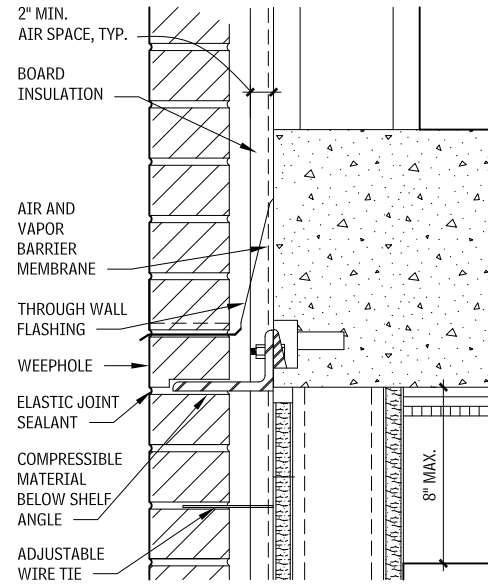 2" MIN.
AIR SPACE, TYP.
BOARD
INSULATION
AIR AND
VAPOR
BARRIER
MEMBRANE
THROUGH WALL
FLASHING
WEEPHOLE
ELASTIC JOINT
SEALANT
COMPRESSIBLE
MATERIAL
BELOW SHELF
ANGLE
ADJUSTABLE
WIRE TIE
8" MAX.